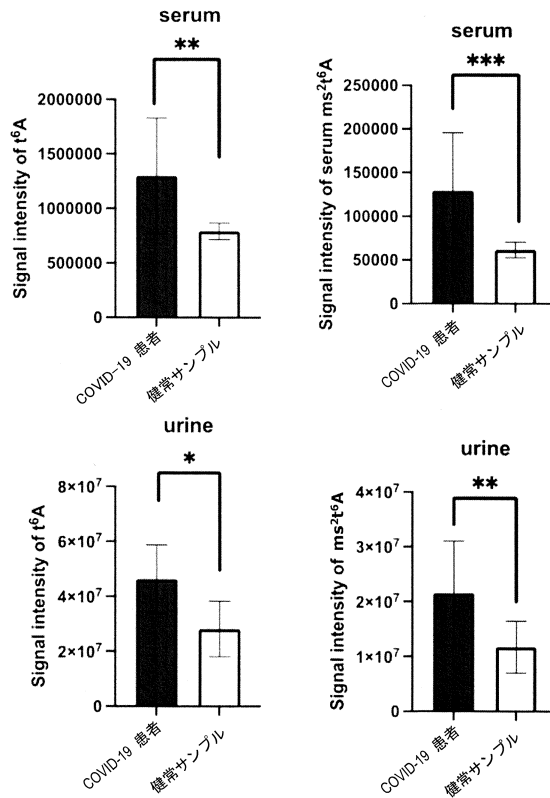 serum
**
Signal intensity of t⁶A
2000000
1500000
1000000
500000
0
COVID-19 患者
健常サンプル
serum
***
Signal intensity of serum ms²t⁶A
250000
200000
150000
100000
50000
0
COVID-19 患者
健常サンプル
urine
*
Signal intensity of t⁶A
8×10⁷
6×10⁷
4×10⁷
2×10⁷
0
COVID-19 患者
健常サンプル
urine
**
Signal intensity of ms²t⁶A
4×10⁷
3×10⁷
2×10⁷
1×10⁷
0
COVID-19 患者
健常サンプル